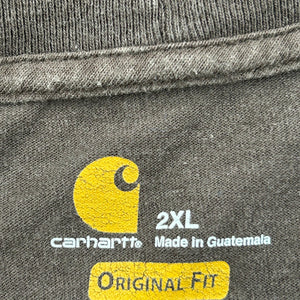 2XL
carhartt® Made in Guatemala
ORIGINAL FIT